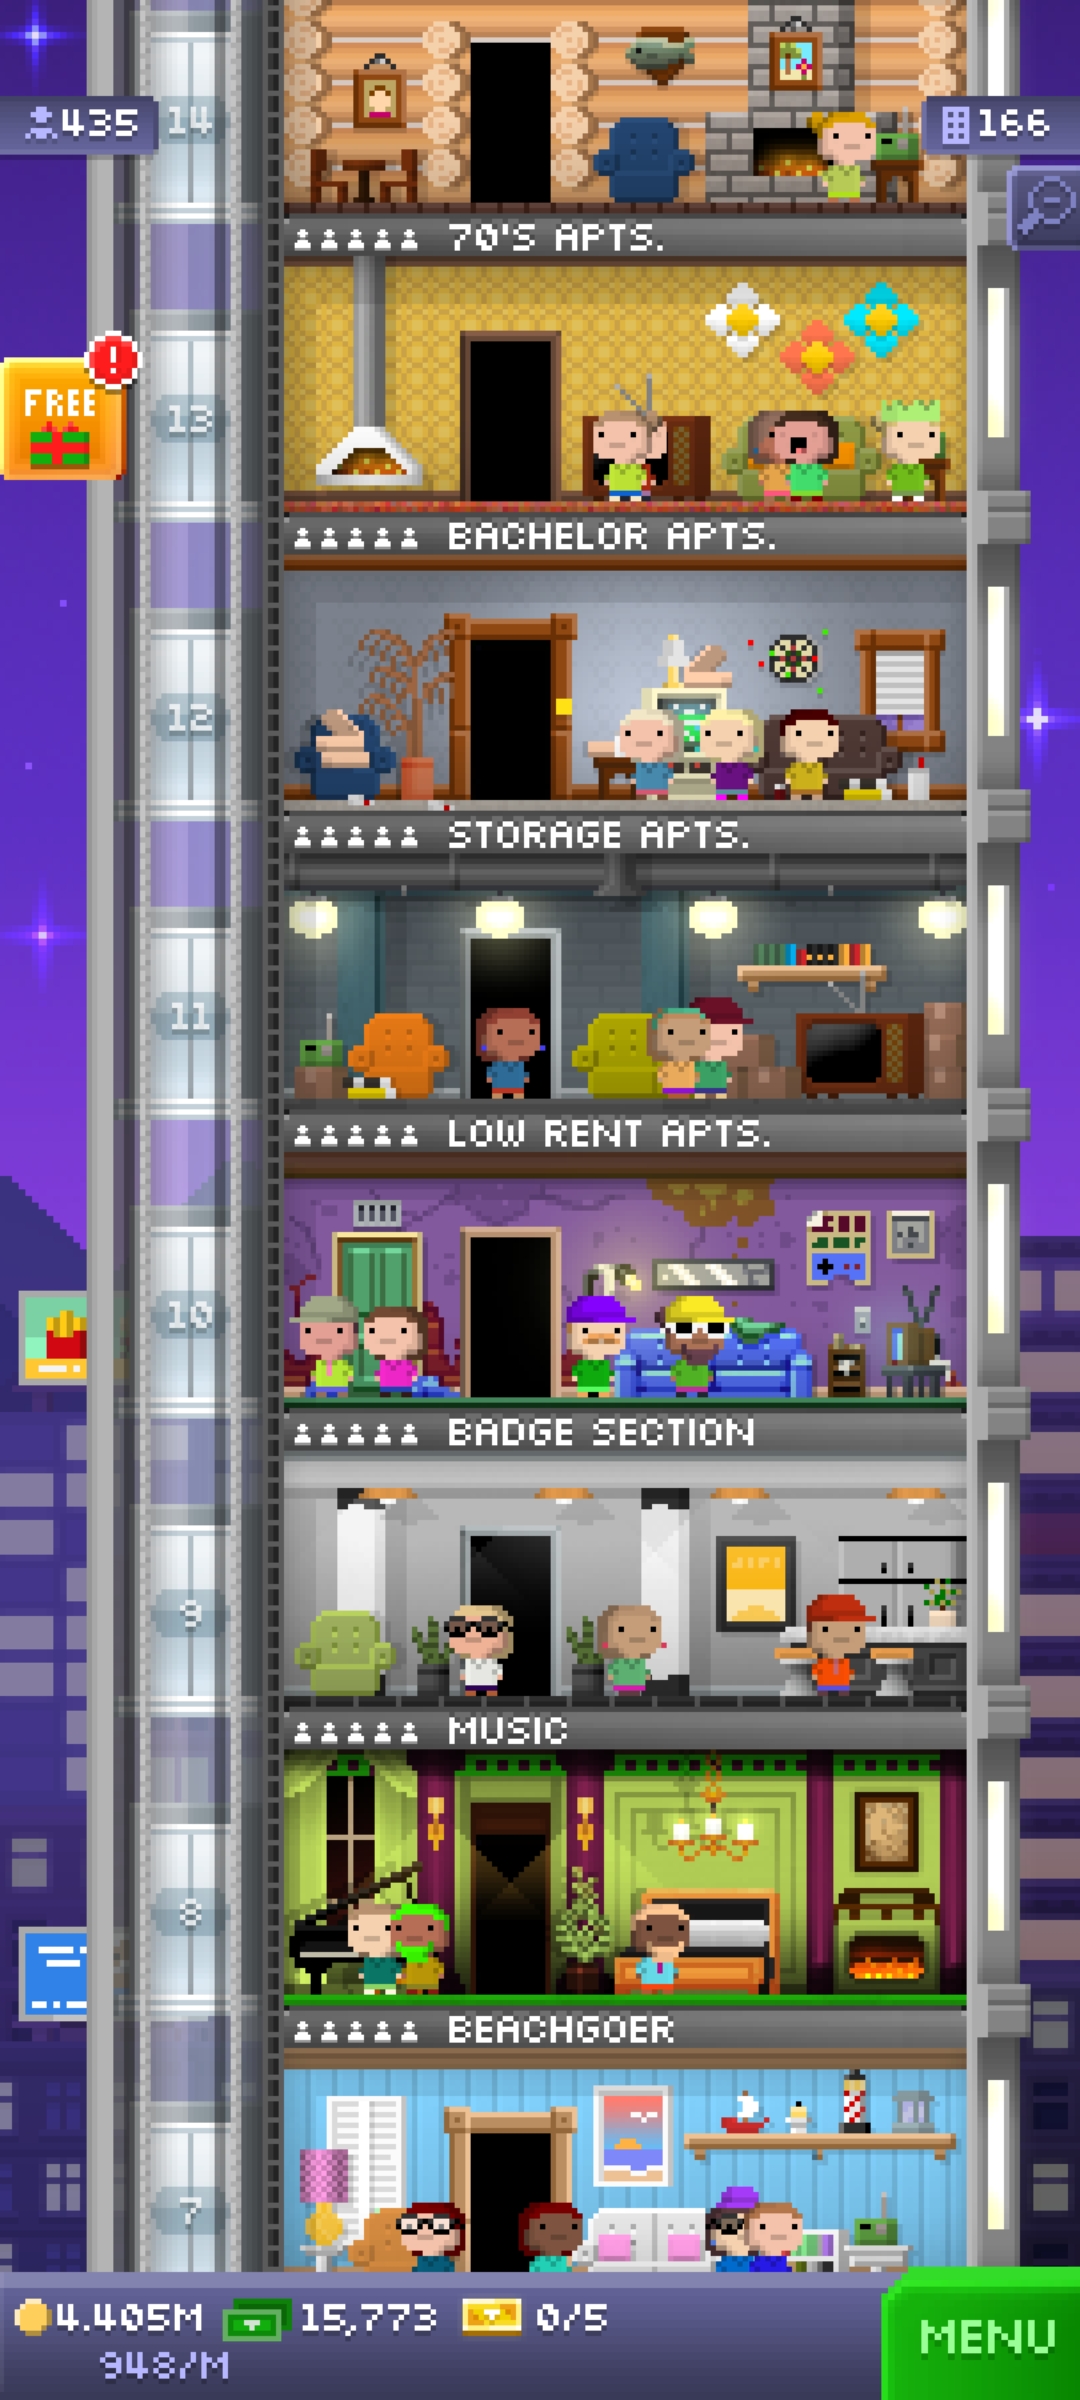 14
435
166
70'S APTS.
FREE
!
13
BACHELOR APTS.
12
STORAGE APTS.
11
LOW RENT APTS.
10
BADGE SECTION
9
MUSIC
8
BEACHGOER
7
4.405M 15,773 0/5
948/M
MENU